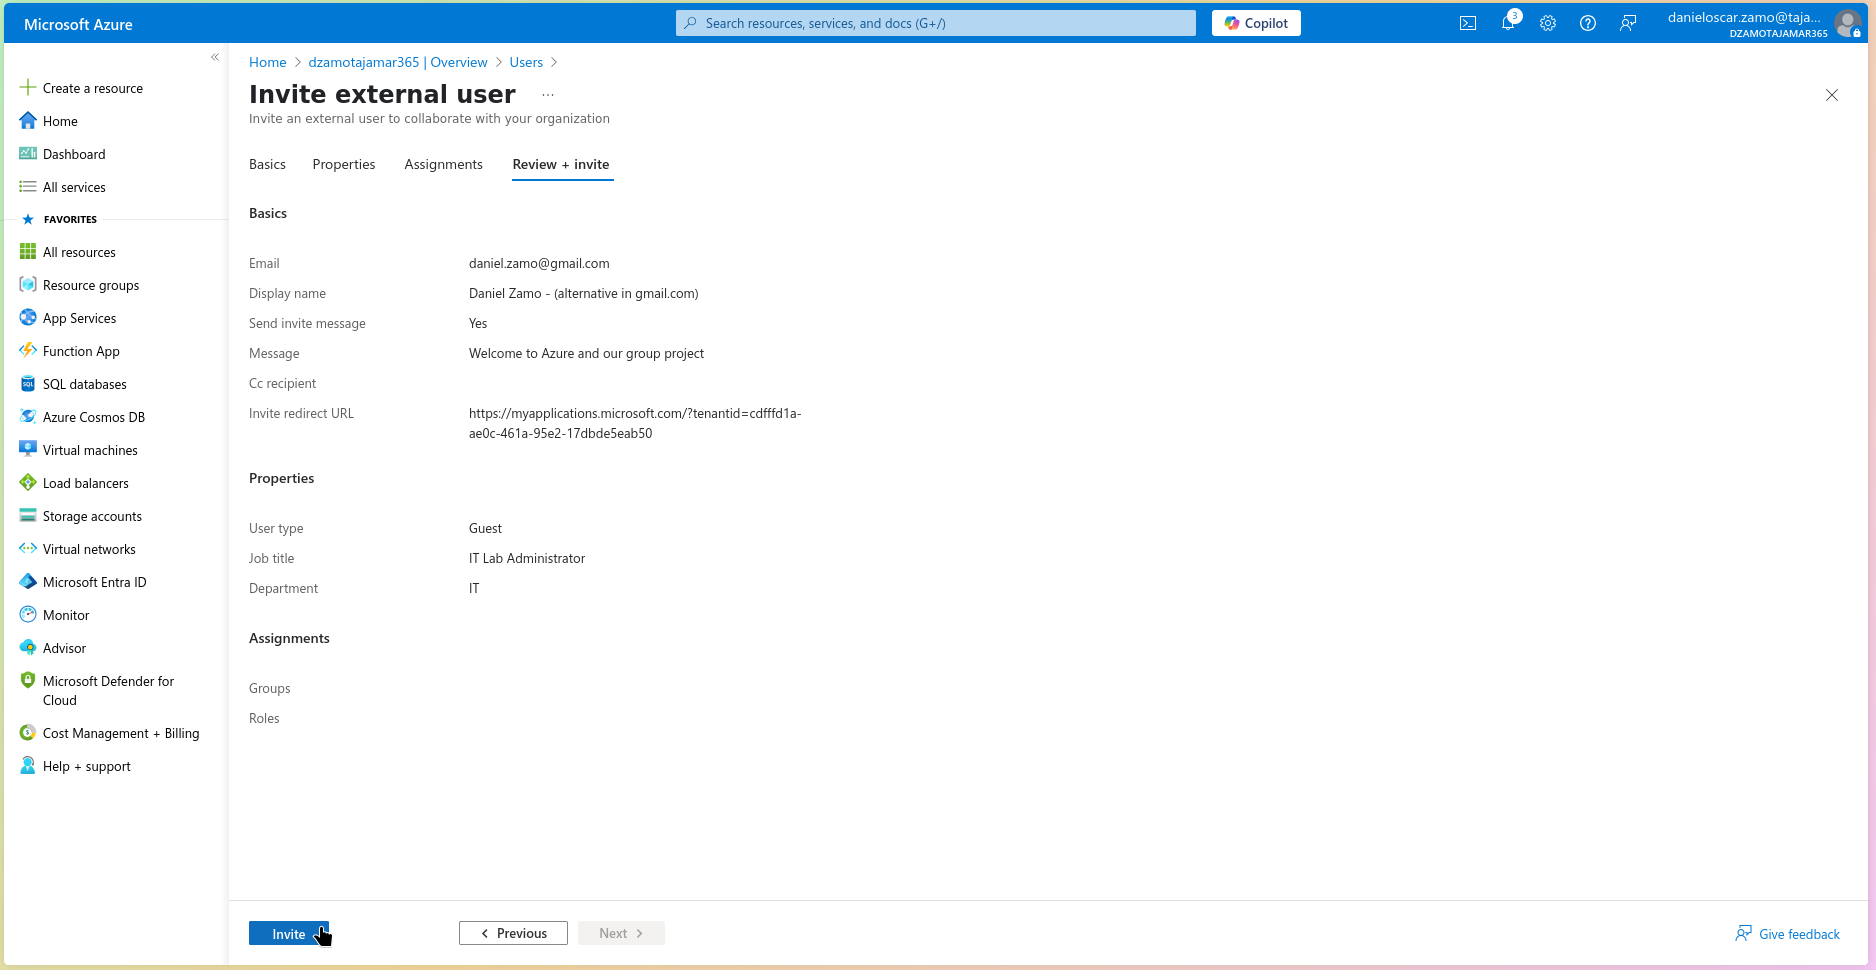 Microsoft Azure
Search resources, services, and docs (G+/)
Copilot
3
danieloscar.zamo@taja...
DZAMOTAJAMAR365
Create a resource
Home
Dashboard
All services
FAVORITES
All resources
Resource groups
App Services
Function App
SQL databases
Azure Cosmos DB
Virtual machines
Load balancers
Storage accounts
Virtual networks
Microsoft Entra ID
Monitor
Advisor
Microsoft Defender for
Cloud
Cost Management + Billing
Help + support
Home > dzamotajamar365 | Overview > Users >
Invite external user ...
Invite an external user to collaborate with your organization
Basics Properties Assignments Review + invite
Basics
Email daniel.zamo@gmail.com
Display name Daniel Zamo - (alternative in gmail.com)
Send invite message Yes
Message Welcome to Azure and our group project
Cc recipient
Invite redirect URL https://myapplications.microsoft.com/?tenantid=cdfffd1a-
ae0c-461a-95e2-17dbde5eab50
Properties
User type Guest
Job title IT Lab Administrator
Department IT
Assignments
Groups
Roles
Invite
< Previous
Next >
Give feedback